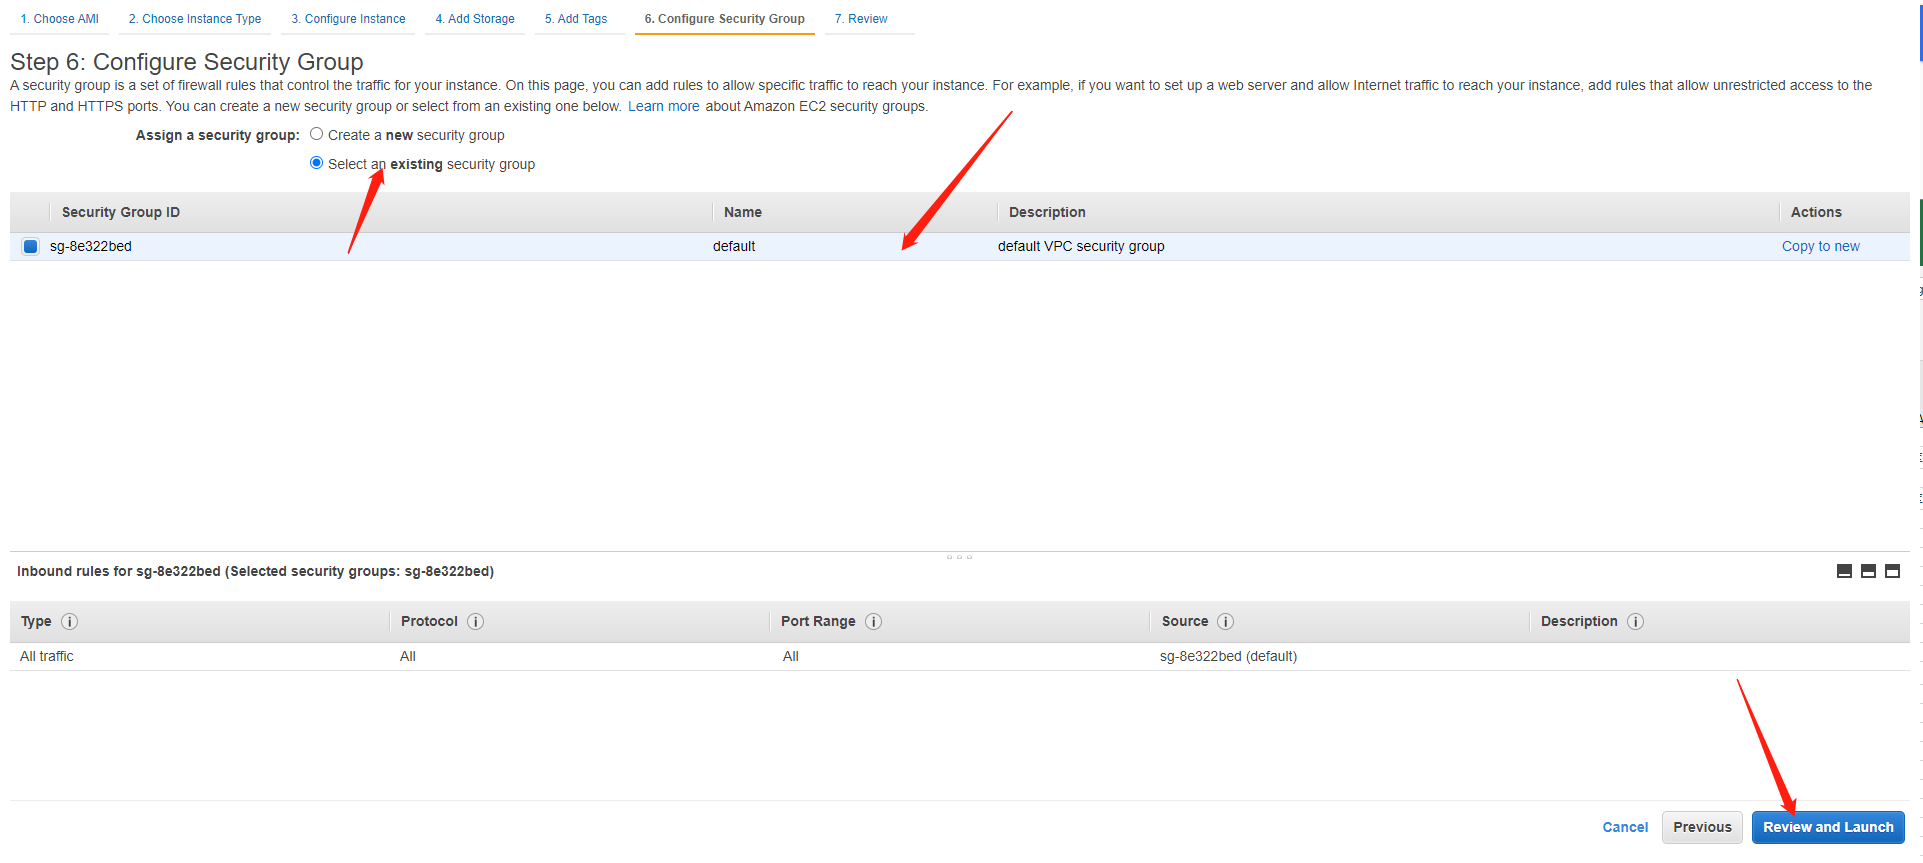 1. Choose AMI 2. Choose Instance Type 3. Configure Instance 4. Add Storage 5. Add Tags 6. Configure Security Group 7. Review
Step 6: Configure Security Group
A security group is a set of firewall rules that control the traffic for your instance. On this page, you can add rules to allow specific traffic to reach your instance. For example, if you want to set up a web server and allow Internet traffic to reach your instance, add rules that allow unrestricted access to the
HTTP and HTTPS ports. You can create a new security group or select from an existing one below. Learn more about Amazon EC2 security groups.
Assign a security group: Create a new security group
Select an existing security group
Security Group ID Name Description Actions
sg-8e322bed default default VPC security group Copy to new
Inbound rules for sg-8e322bed (Selected security groups: sg-8e322bed)
Type i Protocol i Port Range i Source i Description i
All traffic All All sg-8e322bed (default)
Cancel Previous Review and Launch